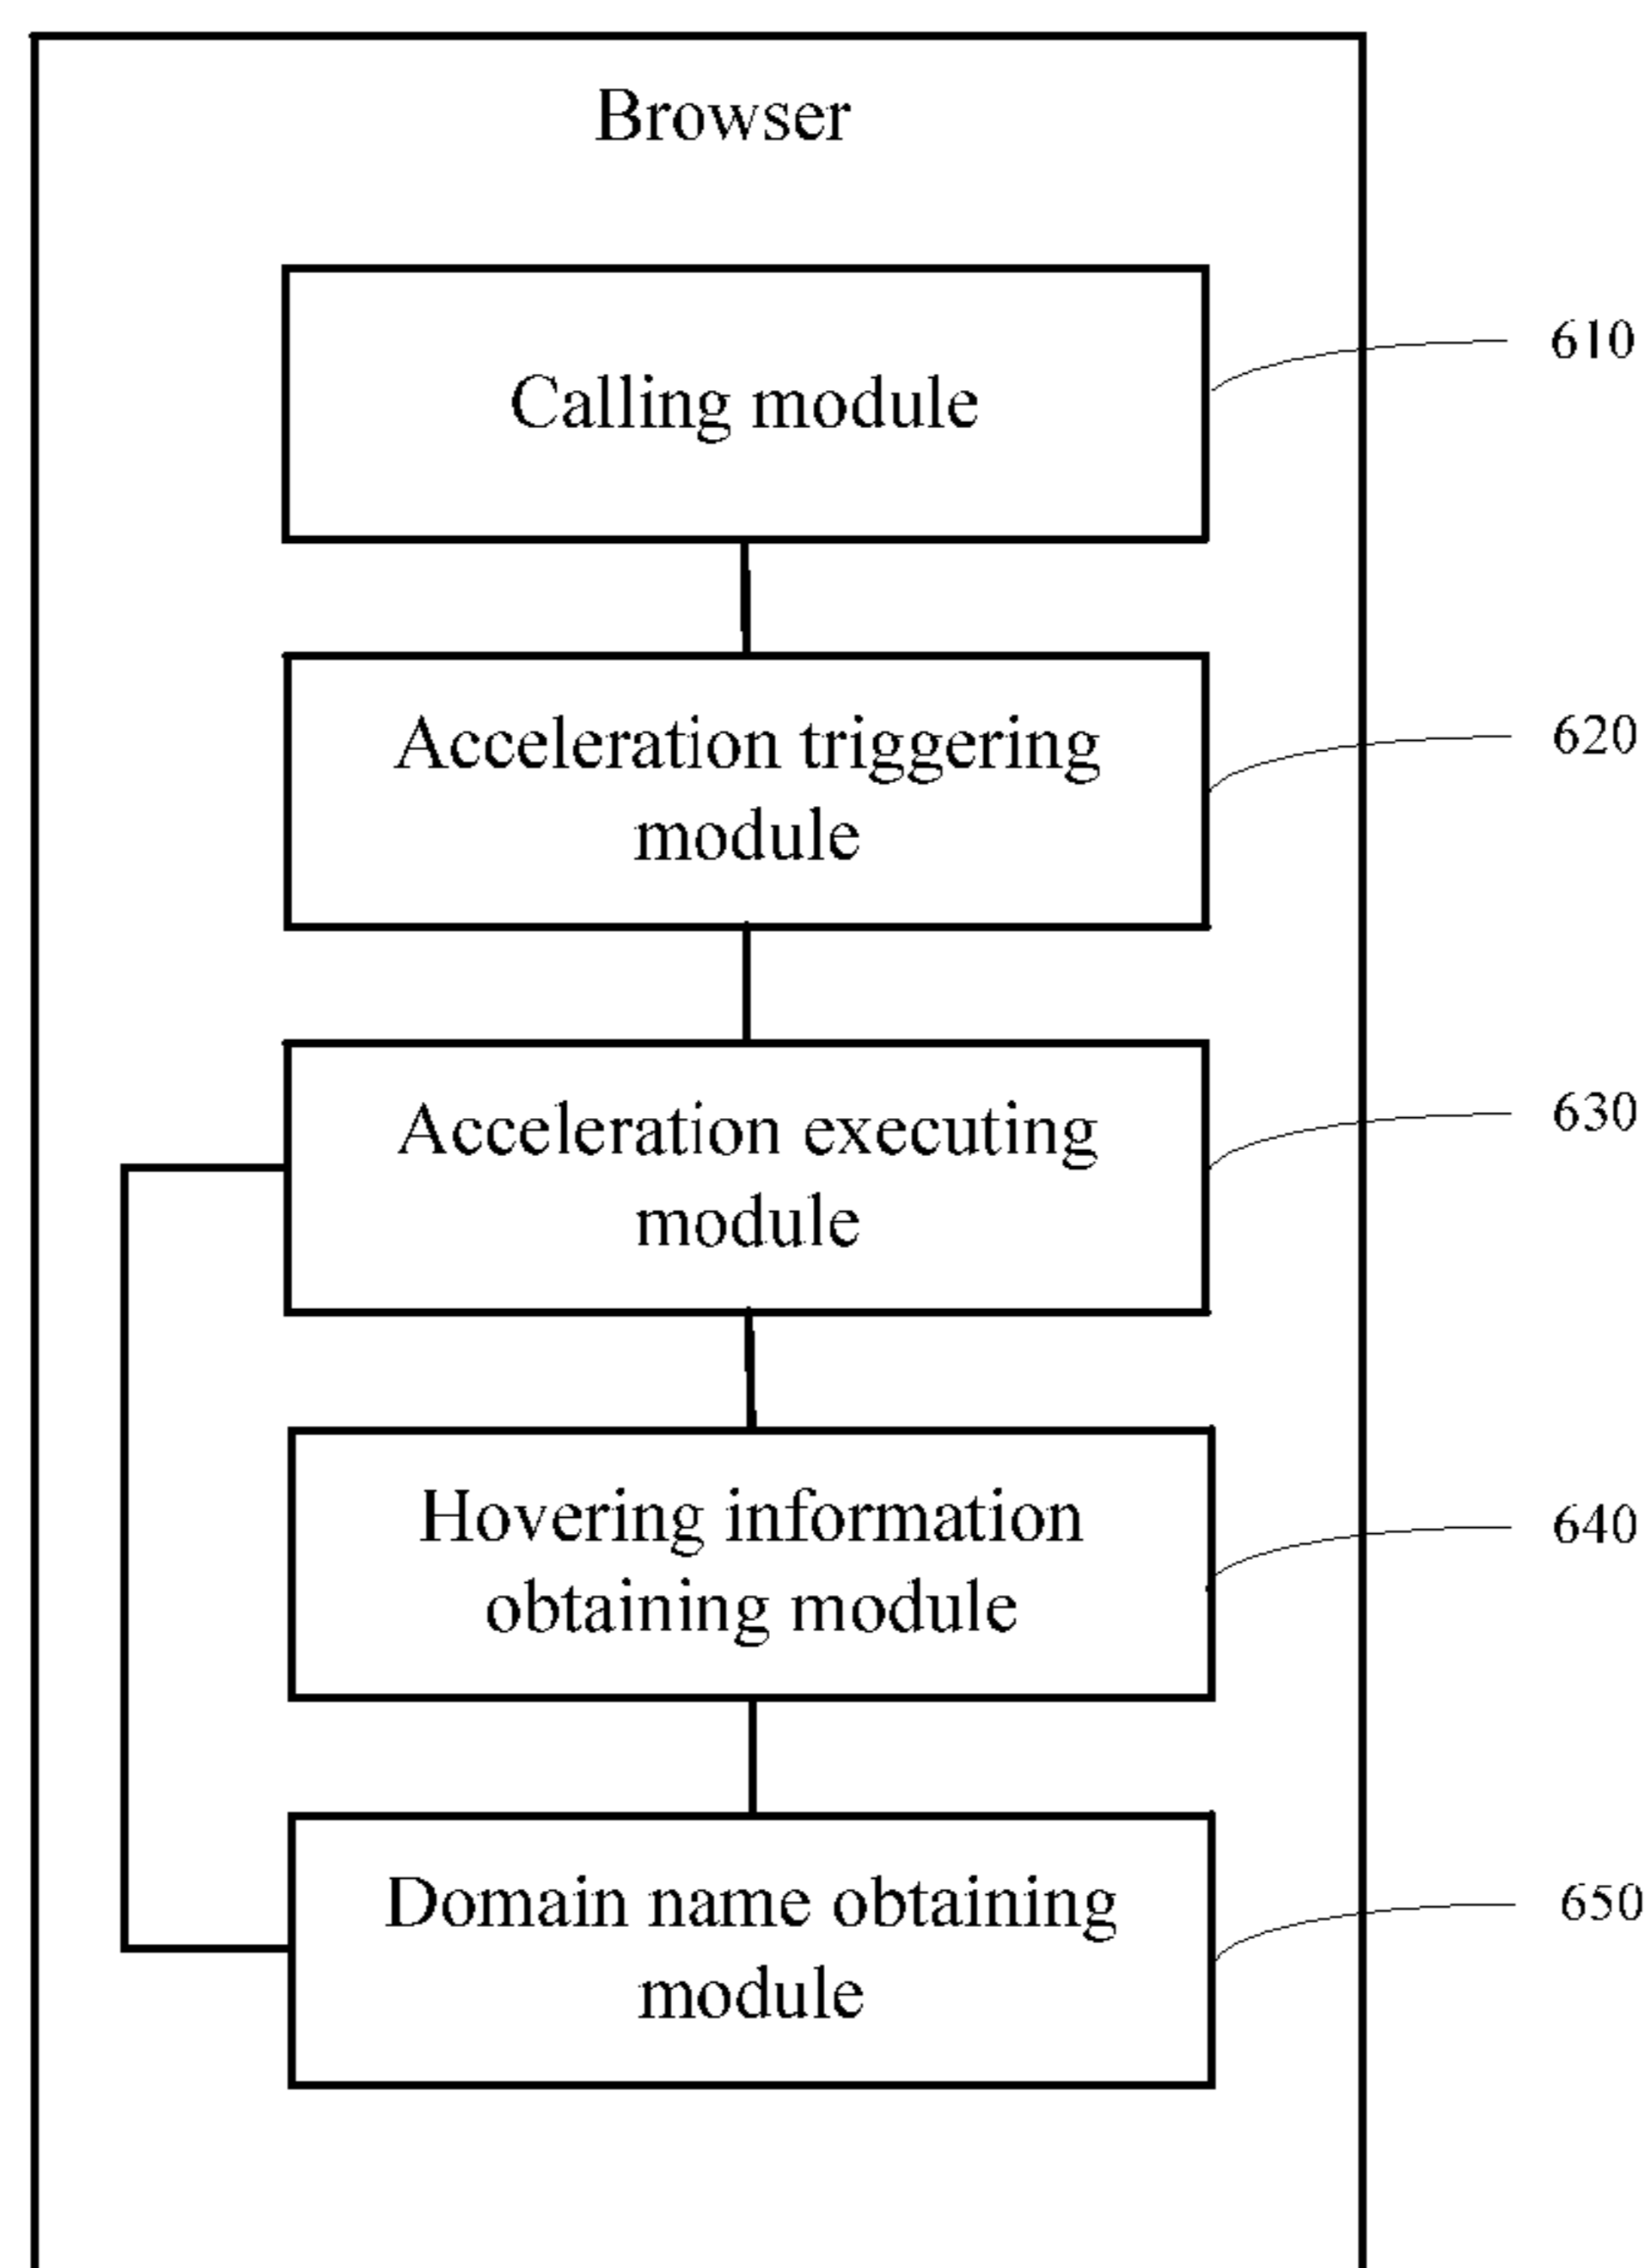 Browser
Calling module
610
Acceleration triggering
module
620
Acceleration executing
module
630
Hovering information
obtaining module
640
Domain name obtaining
module
650